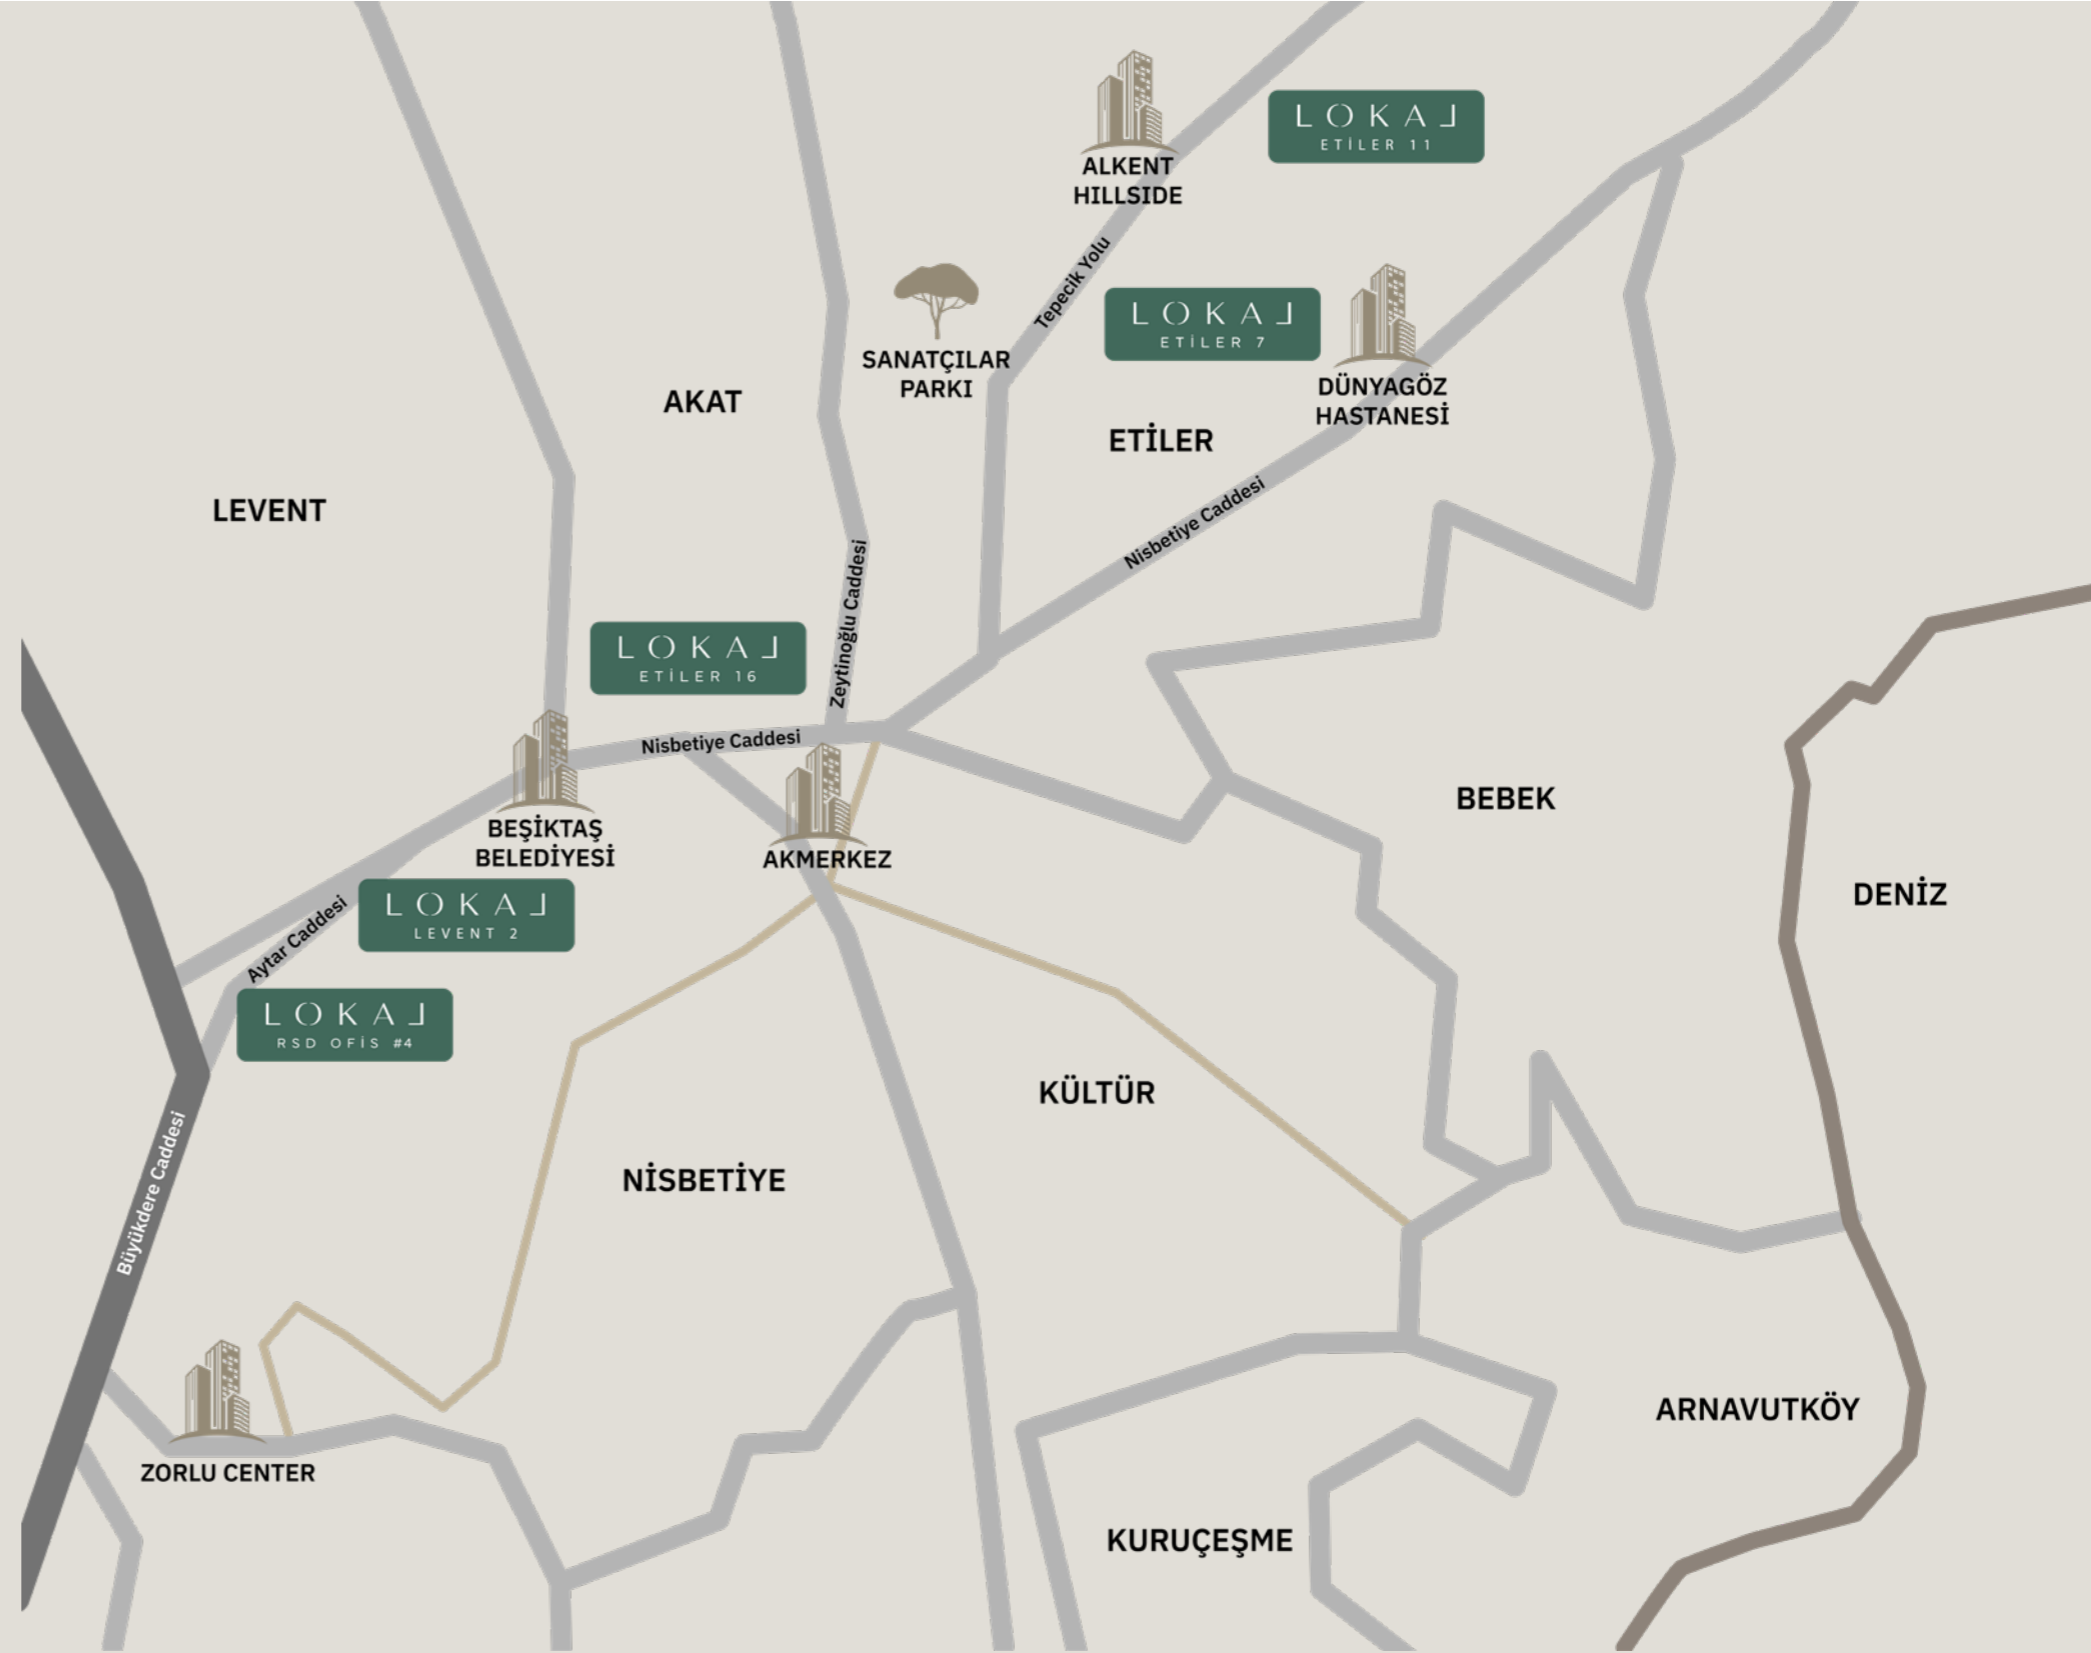 LOKAL
ETİLER 11
ALKENT
HILLSIDE
Tepecik Yolu
LOKAL
ETİLER 7
SANATÇILAR
PARKI
DÜNYAGÖZ
HASTANESİ
AKAT
ETİLER
LEVENT
Nisbetiye Caddesi
Zeytinoğlu Caddesi
LOKAL
ETİLER 16
Nisbetiye Caddesi
BEBEK
BEŞİKTAŞ
BELEDİYESİ
AKMERKEZ
DENİZ
LOKAL
LEVENT 2
Aytar Caddesi
LOKAL
RSD OFİS #4
KÜLTÜR
Büyükdere Caddesi
NİSBETİYE
ARNAVUTKÖY
ZORLU CENTER
KURUÇEŞME